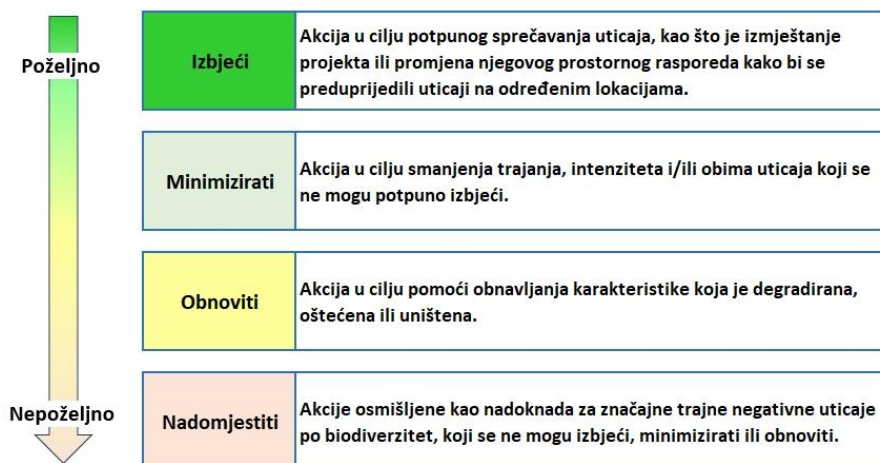 Poželjno
Izbjeći
Akcija u cilju potpunog sprečavanja uticaja, kao što je izmještanje
projekta ili promjena njegovog prostornog rasporeda kako bi se
preduprijedili uticaji na određenim lokacijama.
Minimizirati
Akcija u cilju smanjenja trajanja, intenziteta i/ili obima uticaja koji se
ne mogu potpuno izbjeći.
Obnoviti
Akcija u cilju pomoći obnavljanja karakteristike koja je degradirana,
oštećena ili uništena.
Nepoželjno
Nadomjestiti
Akcije osmišljene kao nadoknada za značajne trajne negativne uticaje
po biodiverzitet, koji se ne mogu izbjeći, minimizirati ili obnoviti.